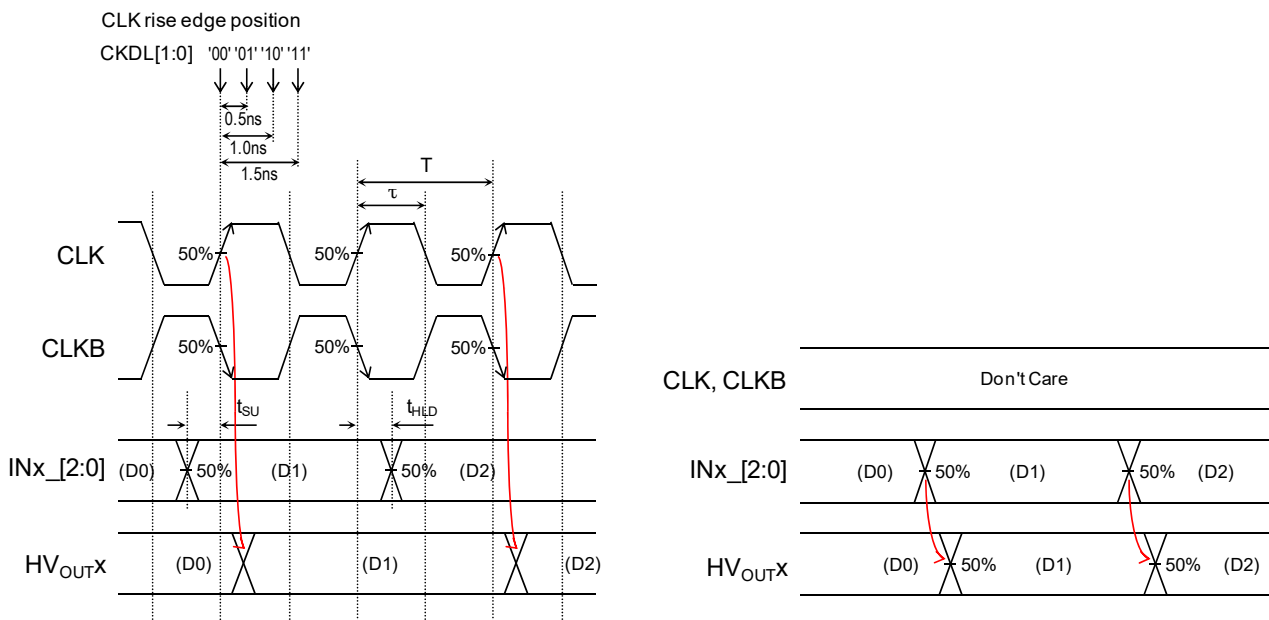 CLK rise edge position
CKDL[1:0] '00' '01' '10' '11'
0.5ns
1.0ns
1.5ns
T
τ
CLK 50% 50% 50%
CLKB 50% 50% 50%
tSU tHLD
INx_[2:0] (D0) 50% (D1) 50% (D2)
HVOUTx (D0) (D1) (D2)
CLK, CLKB Don't Care
INx_[2:0] (D0) 50% (D1) 50% (D2)
HVOUTx (D0) 50% (D1) 50% (D2)